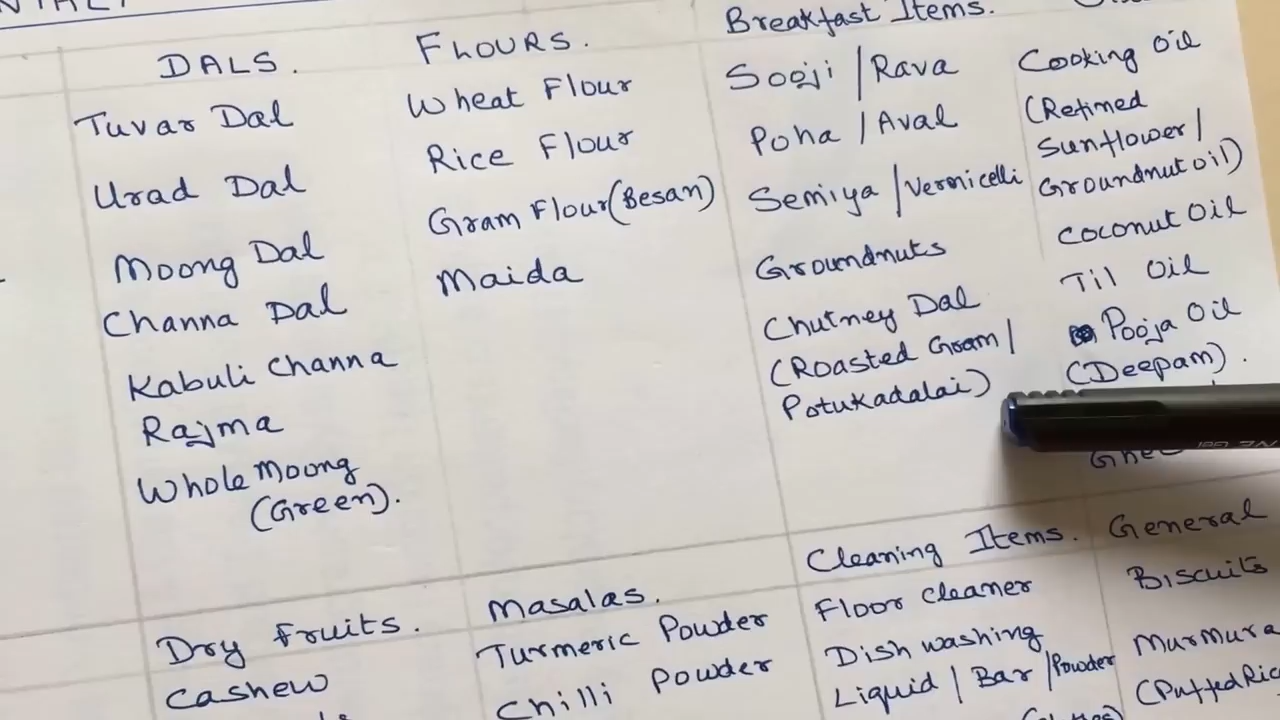 DALS.
Tuvar Dal
Urad Dal
Moong Dal
Channa Dal
Kabuli Channa
Rajma
Whole Moong
(Green).
FLOURS.
Wheat Flour
Rice Flour
Gram Flour (Besan)
Maida
Breakfast Items.
Sooji / Rava
Poha / Aval
Semiya / Vermicelli
Groundnuts
Chutney Dal
(Roasted Gram /
Potukadalai)
Cooking Oil
(Refined
Sunflower /
Groundnut oil)
Coconut Oil
Til Oil
Pooja Oil
(Deepam).
Ghee
Dry Fruits.
Cashew
Masalas.
Turmeric Powder
Chilli Powder
Cleaning Items.
Floor cleaner
Dish washing
Liquid / Bar / Powder
General
Biscuits
Murmura
(Puffed Ric